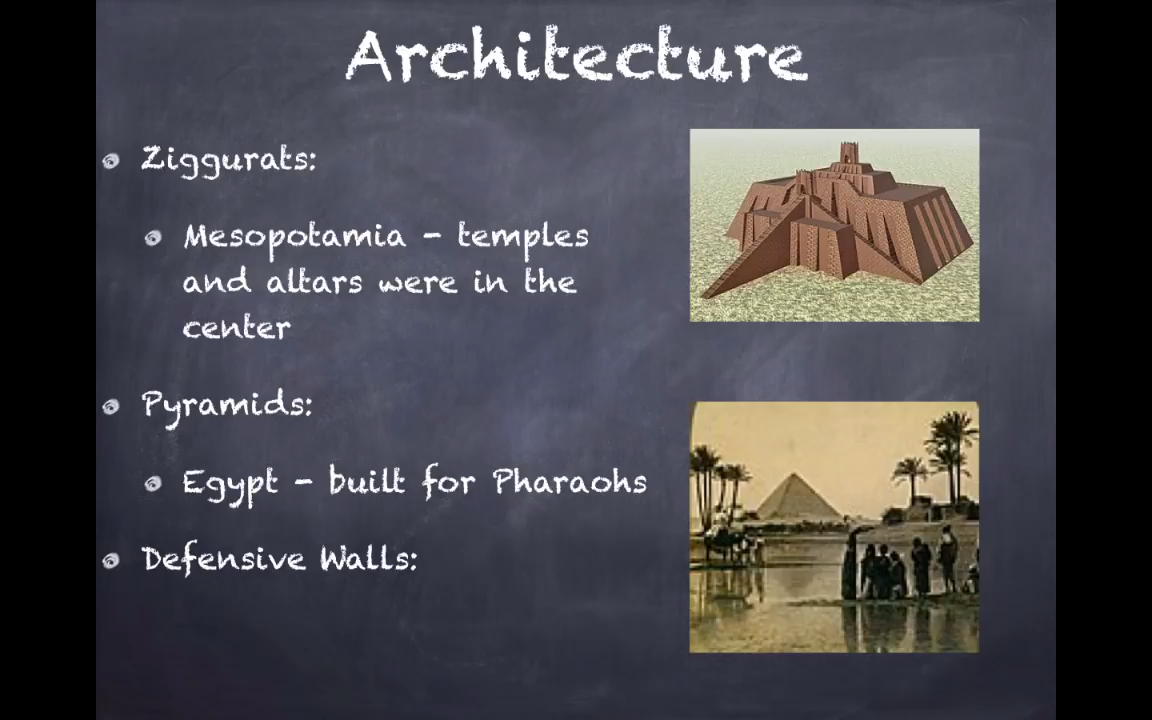 Architecture
Ziggurats:
Mesopotamia - temples
and altars were in the
center
Pyramids:
Egypt - built for Pharaohs
Defensive Walls: